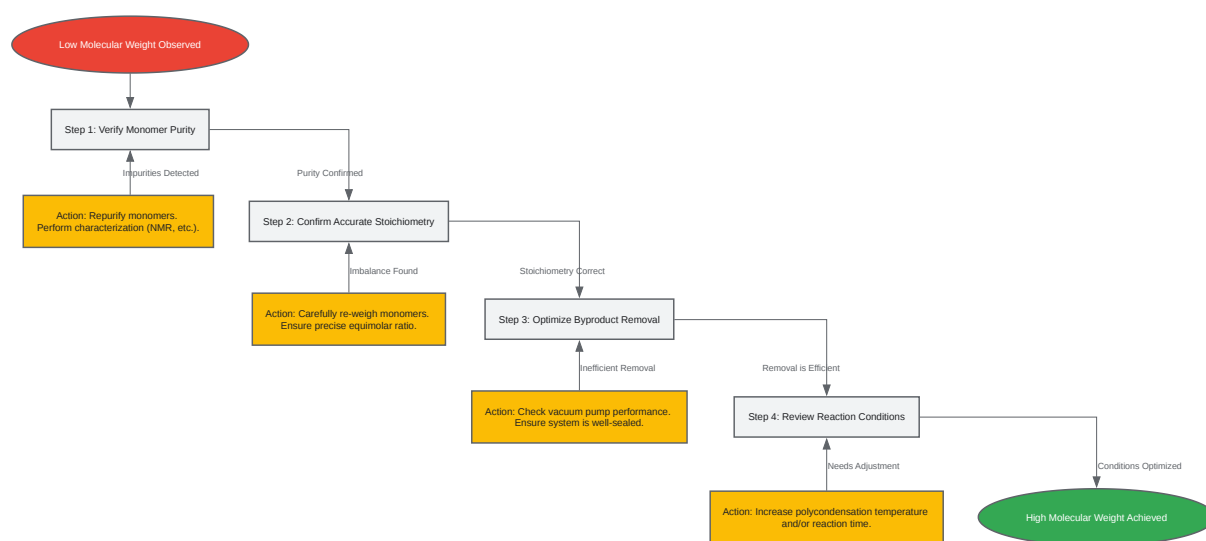 Low Molecular Weight Observed
Step 1: Verify Monomer Purity
Impurities Detected
Purity Confirmed
Action: Repurify monomers.
Perform characterization (NMR, etc.).
Step 2: Confirm Accurate Stoichiometry
Imbalance Found
Stoichiometry Correct
Action: Carefully re-weigh monomers.
Ensure precise equimolar ratio.
Step 3: Optimize Byproduct Removal
Inefficient Removal
Removal is Efficient
Action: Check vacuum pump performance.
Ensure system is well-sealed.
Step 4: Review Reaction Conditions
Needs Adjustment
Conditions Optimized
Action: Increase polycondensation temperature
and/or reaction time.
High Molecular Weight Achieved